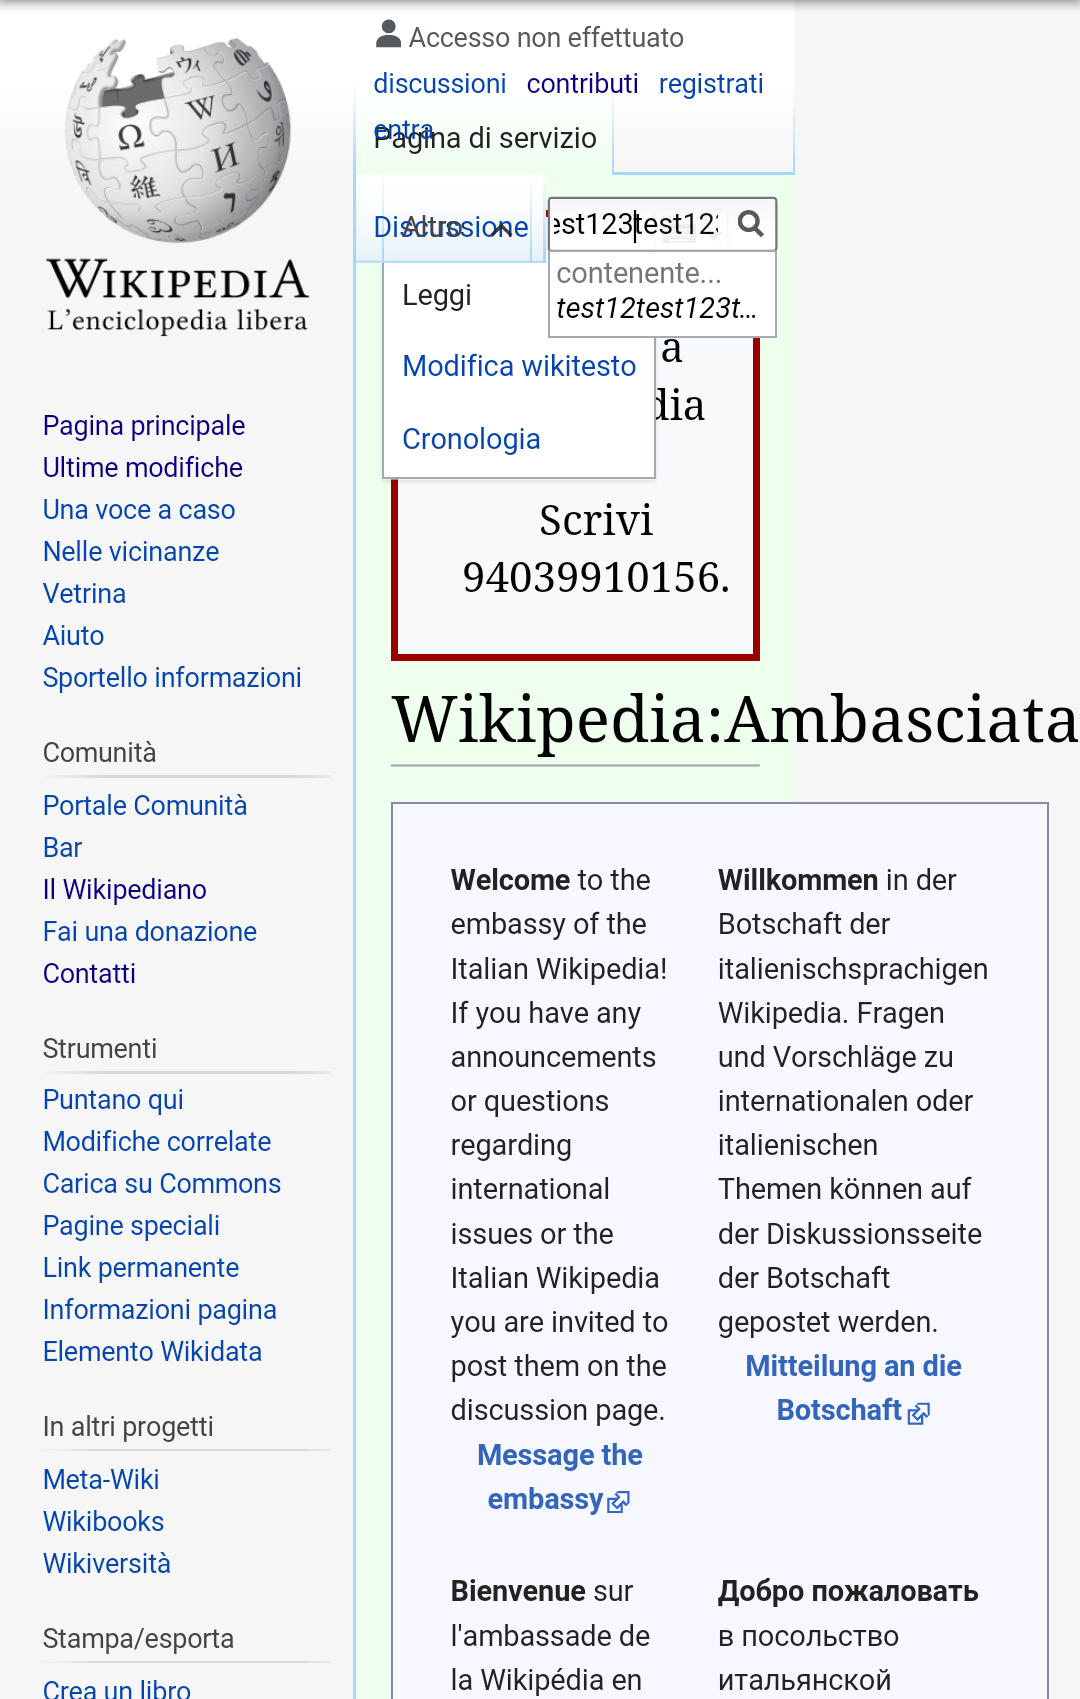 WIKIPEDIA
L'enciclopedia libera
Accesso non effettuato
discussioni contributi registrati
entra
Pagina di servizio
Discussione
Altro
est123test123
contenente...
test12test123t...
Leggi
Modifica wikitesto
Cronologia
a
dia
Scrivi
94039910156.
Pagina principale
Ultime modifiche
Una voce a caso
Nelle vicinanze
Vetrina
Aiuto
Sportello informazioni
Comunità
Portale Comunità
Bar
Il Wikipediano
Fai una donazione
Contatti
Strumenti
Puntano qui
Modifiche correlate
Carica su Commons
Pagine speciali
Link permanente
Informazioni pagina
Elemento Wikidata
In altri progetti
Meta-Wiki
Wikibooks
Wikiversità
Stampa/esporta
Crea un libro
Wikipedia:Ambasciata
Welcome to the
embassy of the
Italian Wikipedia!
If you have any
announcements
or questions
regarding
international
issues or the
Italian Wikipedia
you are invited to
post them on the
discussion page.
Message the
embassy
Willkommen in der
Botschaft der
italienischsprachigen
Wikipedia. Fragen
und Vorschläge zu
internationalen oder
italienischen
Themen können auf
der Diskussionsseite
der Botschaft
gepostet werden.
Mitteilung an die
Botschaft
Bienvenue sur
l'ambassade de
la Wikipédia en
Добро пожаловать
в посольство
итальянской